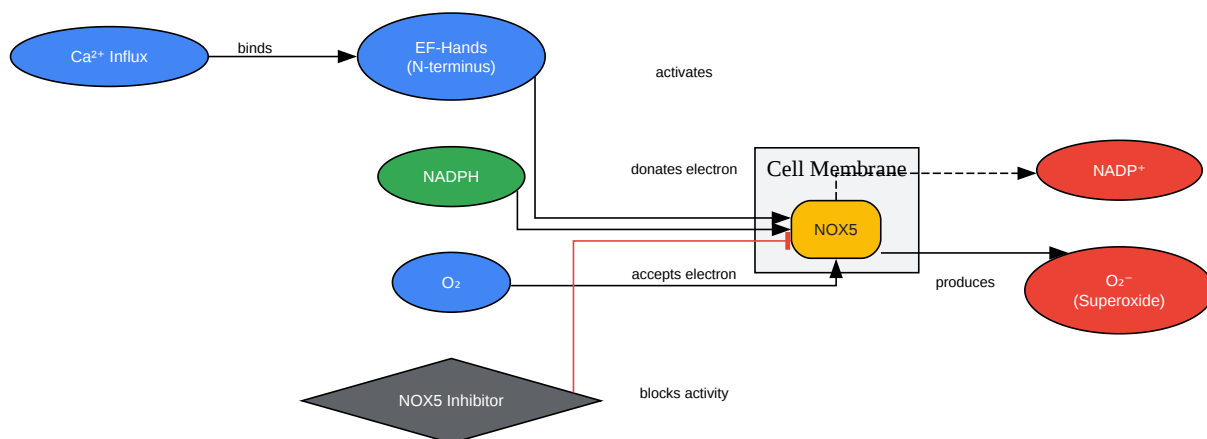 Ca²⁺ Influx
binds
EF-Hands
(N-terminus)
activates
NADPH
donates electron
Cell Membrane
NADP⁺
NOX5
O₂
accepts electron
produces
O₂⁻
(Superoxide)
NOX5 Inhibitor
blocks activity